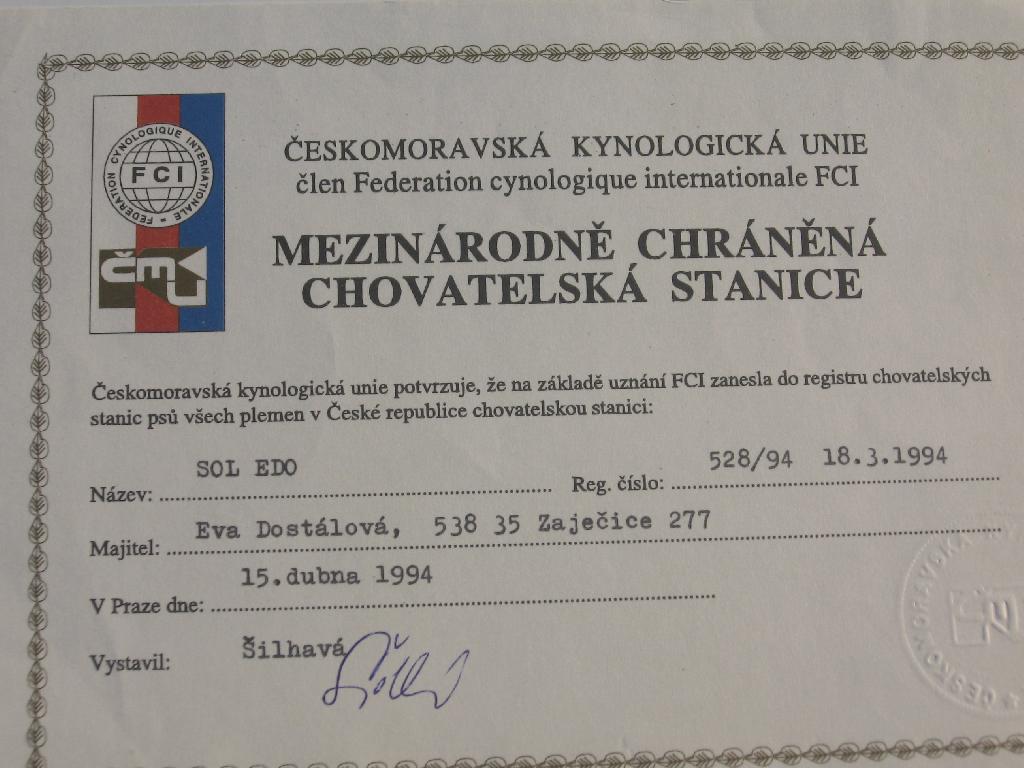 FEDERATION CYNOLOGIQUE INTERNATIONALE
FCI
ČMKU
ČESKOMORAVSKÁ KYNOLOGICKÁ UNIE
člen Federation cynologique internationale FCI
MEZINÁRODNĚ CHRÁNĚNÁ
CHOVATELSKÁ STANICE
Českomoravská kynologická unie potvrzuje, že na základě uznání FCI zanesla do registru chovatelských
stanic psů všech plemen v České republice chovatelskou stanici:
Název: SOL EDO Reg. číslo: 528/94 18.3.1994
Majitel: Eva Dostálová, 538 35 Zaječice 277
V Praze dne: 15.dubna 1994
Vystavil: Šilhavá
ČESKOMORAVSKÁ